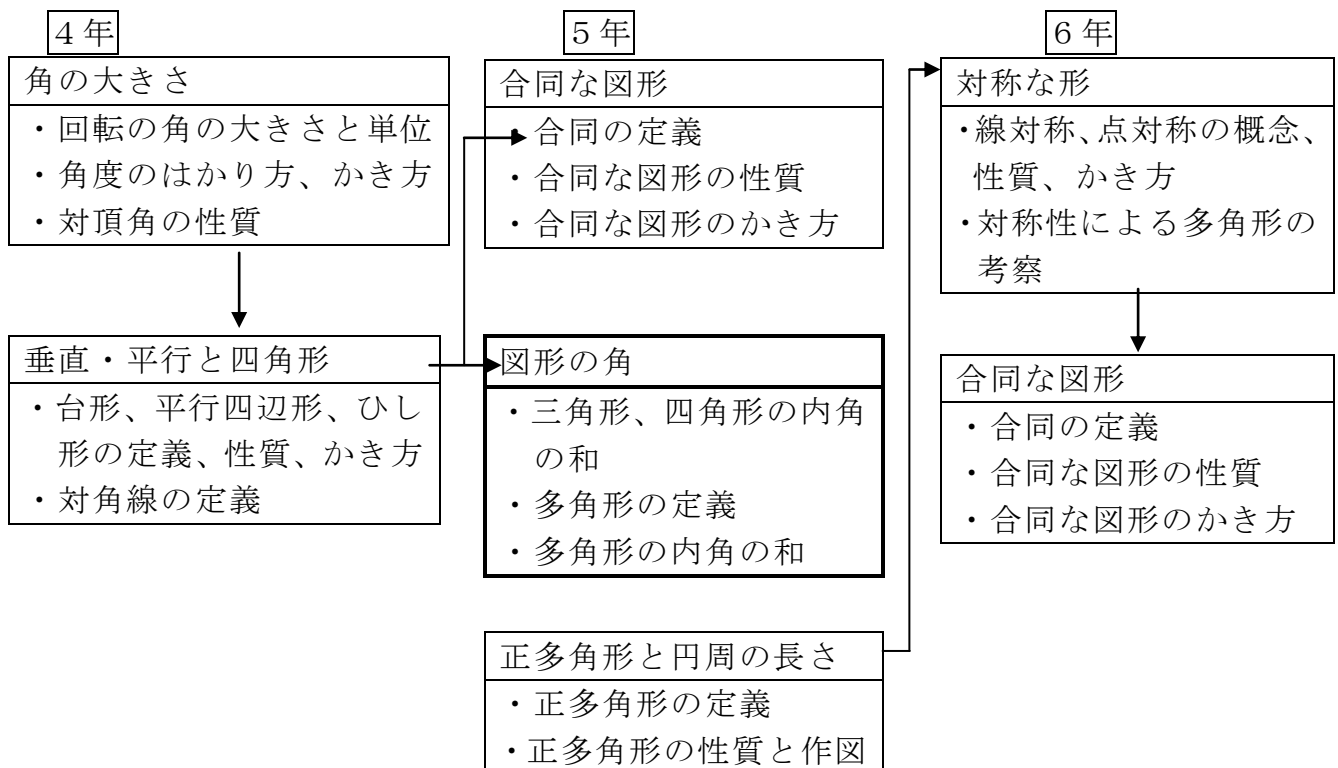 4年
角の大きさ
・回転の角の大きさと単位
・角度のはかり方、かき方
・対頂角の性質
垂直・平行と四角形
・台形、平行四辺形、ひし
形の定義、性質、かき方
・対角線の定義
5年
合同な図形
・合同の定義
・合同な図形の性質
・合同な図形のかき方
図形の角
・三角形、四角形の内角
の和
・多角形の定義
・多角形の内角の和
正多角形と円周の長さ
・正多角形の定義
・正多角形の性質と作図
6年
対称な形
・線対称、点対称の概念、
性質、かき方
・対称性による多角形の
考察
合同な図形
・合同の定義
・合同な図形の性質
・合同な図形のかき方